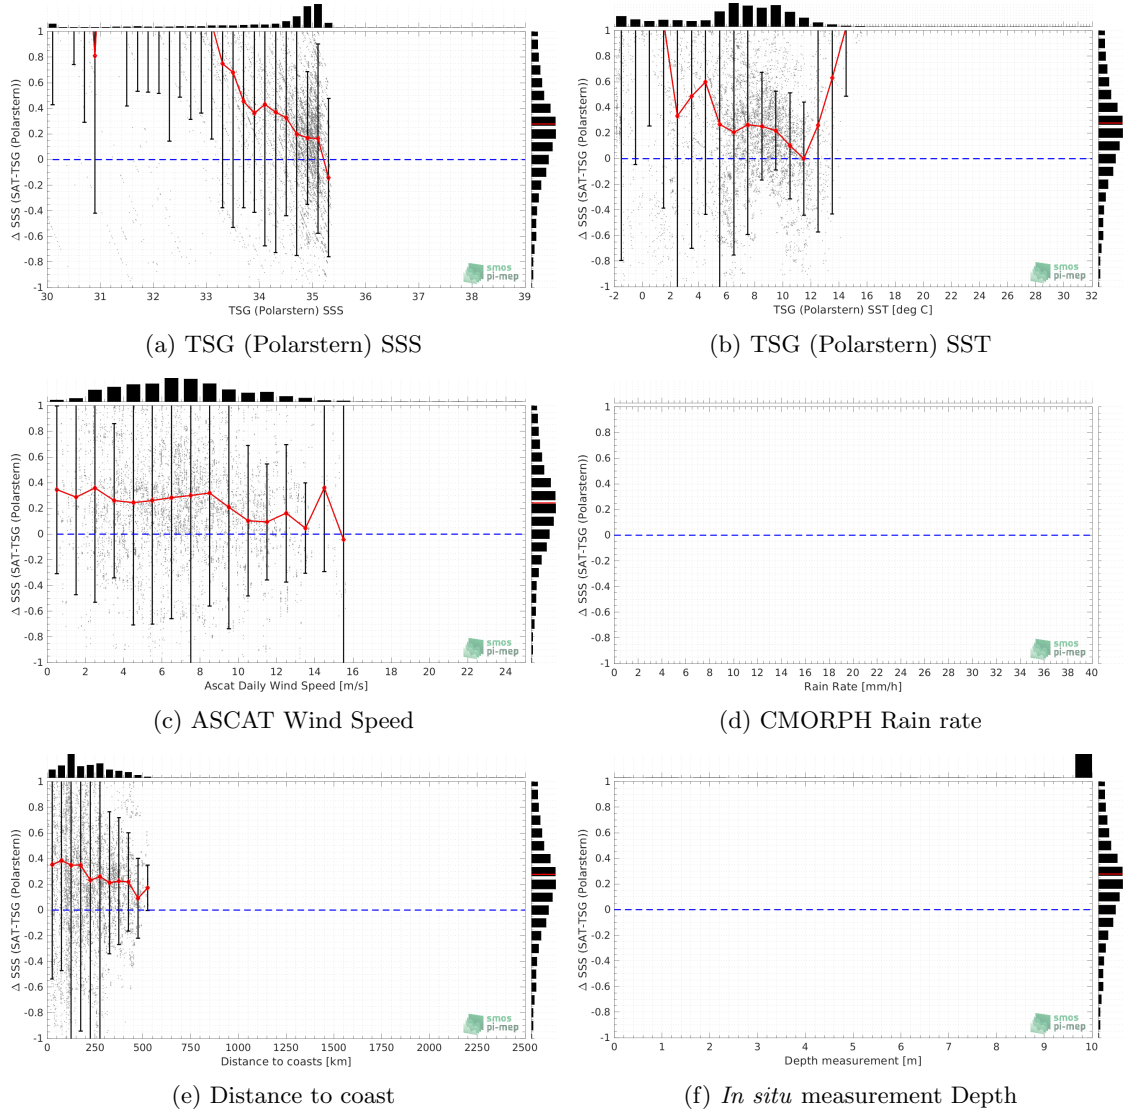 1
0.8
0.6
0.4
0.2
0
-0.2
-0.4
-0.6
-0.8
-1
Δ SSS (SAT-TSG (Polarstern))
30 31 32 33 34 35 36 37 38 39
TSG (Polarstern) SSS
smos
pi-mep
(a) TSG (Polarstern) SSS
1
0.8
0.6
0.4
0.2
0
-0.2
-0.4
-0.6
-0.8
-1
Δ SSS (SAT-TSG (Polarstern))
-2 0 2 4 6 8 10 12 14 16 18 20 22 24 26 28 30 32
TSG (Polarstern) SST [deg C]
smos
pi-mep
(b) TSG (Polarstern) SST
1
0.8
0.6
0.4
0.2
0
-0.2
-0.4
-0.6
-0.8
-1
Δ SSS (SAT-TSG (Polarstern))
0 2 4 6 8 10 12 14 16 18 20 22 24
Ascat Daily Wind Speed [m/s]
smos
pi-mep
(c) ASCAT Wind Speed
1
0.8
0.6
0.4
0.2
0
-0.2
-0.4
-0.6
-0.8
-1
Δ SSS (SAT-TSG (Polarstern))
0 2 4 6 8 10 12 14 16 18 20 22 24 26 28 30 32 34 36 38 40
Rain Rate [mm/h]
smos
pi-mep
(d) CMORPH Rain rate
1
0.8
0.6
0.4
0.2
0
-0.2
-0.4
-0.6
-0.8
-1
Δ SSS (SAT-TSG (Polarstern))
0 250 500 750 1000 1250 1500 1750 2000 2250 2500
Distance to coasts [km]
smos
pi-mep
(e) Distance to coast
1
0.8
0.6
0.4
0.2
0
-0.2
-0.4
-0.6
-0.8
-1
Δ SSS (SAT-TSG (Polarstern))
0 1 2 3 4 5 6 7 8 9 10
Depth measurement [m]
smos
pi-mep
(f) In situ measurement Depth